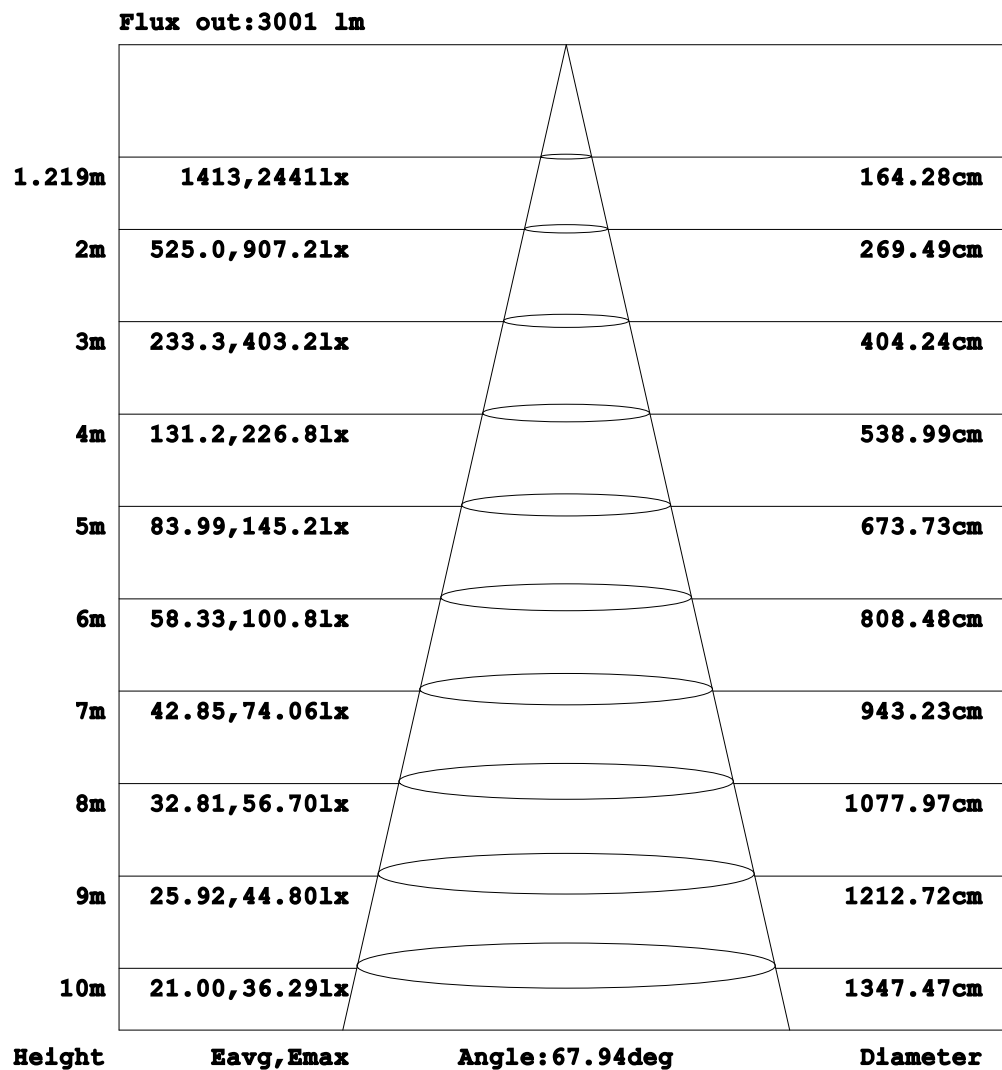 Flux out:3001 lm
1.219m 1413,2441lx 164.28cm
2m 525.0,907.2lx 269.49cm
3m 233.3,403.2lx 404.24cm
4m 131.2,226.8lx 538.99cm
5m 83.99,145.2lx 673.73cm
6m 58.33,100.8lx 808.48cm
7m 42.85,74.06lx 943.23cm
8m 32.81,56.70lx 1077.97cm
9m 25.92,44.80lx 1212.72cm
10m 21.00,36.29lx 1347.47cm
Height Eavg,Emax Angle:67.94deg Diameter